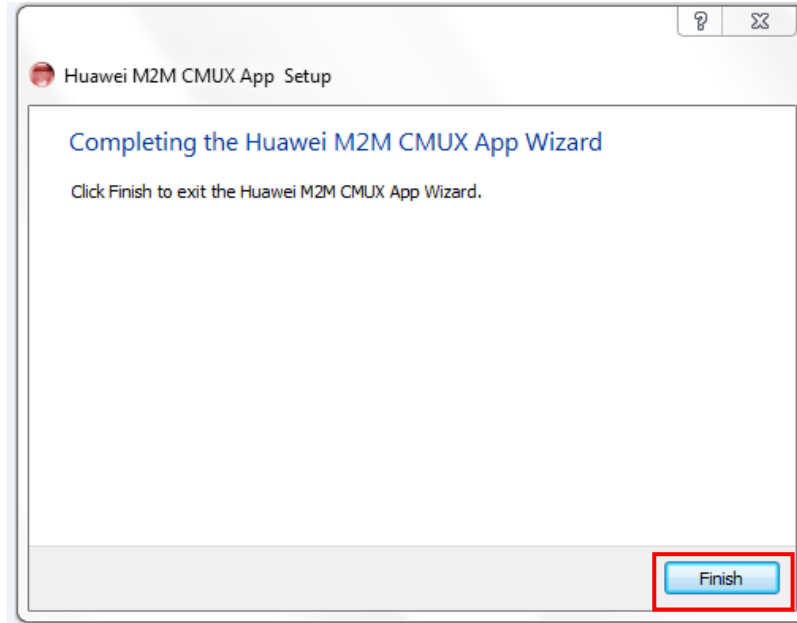 ?
Huawei M2M CMUX App Setup
Completing the Huawei M2M CMUX App Wizard
Click Finish to exit the Huawei M2M CMUX App Wizard.
Finish